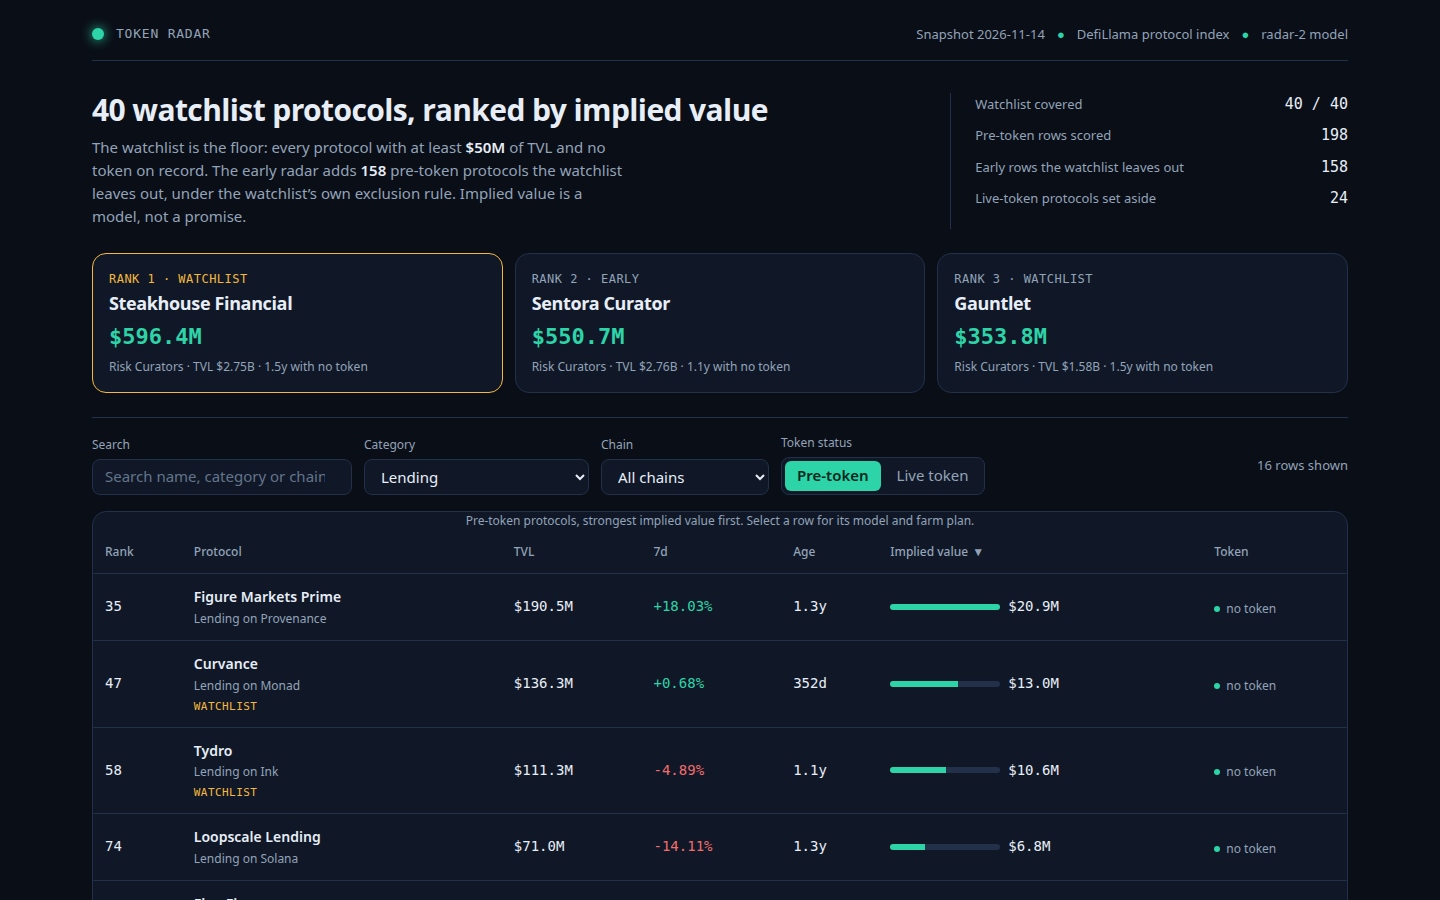 TOKEN RADAR
Snapshot 2026-11-14 • DefiLlama protocol index • radar-2 model
40 watchlist protocols, ranked by implied value
The watchlist is the floor: every protocol with at least $50M of TVL and no
token on record. The early radar adds 158 pre-token protocols the watchlist
leaves out, under the watchlist’s own exclusion rule. Implied value is a
model, not a promise.
Watchlist covered 40 / 40
Pre-token rows scored 198
Early rows the watchlist leaves out 158
Live-token protocols set aside 24
RANK 1 · WATCHLIST
Steakhouse Financial
$596.4M
Risk Curators · TVL $2.75B · 1.5y with no token
RANK 2 · EARLY
Sentora Curator
$550.7M
Risk Curators · TVL $2.76B · 1.1y with no token
RANK 3 · WATCHLIST
Gauntlet
$353.8M
Risk Curators · TVL $1.58B · 1.5y with no token
Search
Search name, category or chain
Category
Lending
Chain
All chains
Token status
Pre-token Live token
16 rows shown
Pre-token protocols, strongest implied value first. Select a row for its model and farm plan.
Rank Protocol TVL 7d Age Implied value ▼ Token
35 Figure Markets Prime $190.5M +18.03% 1.3y $20.9M • no token
Lending on Provenance
47 Curvance $136.3M +0.68% 352d $13.0M • no token
Lending on Monad
WATCHLIST
58 Tydro $111.3M -4.89% 1.1y $10.6M • no token
Lending on Ink
WATCHLIST
74 Loopscale Lending $71.0M -14.11% 1.3y $6.8M • no token
Lending on Solana